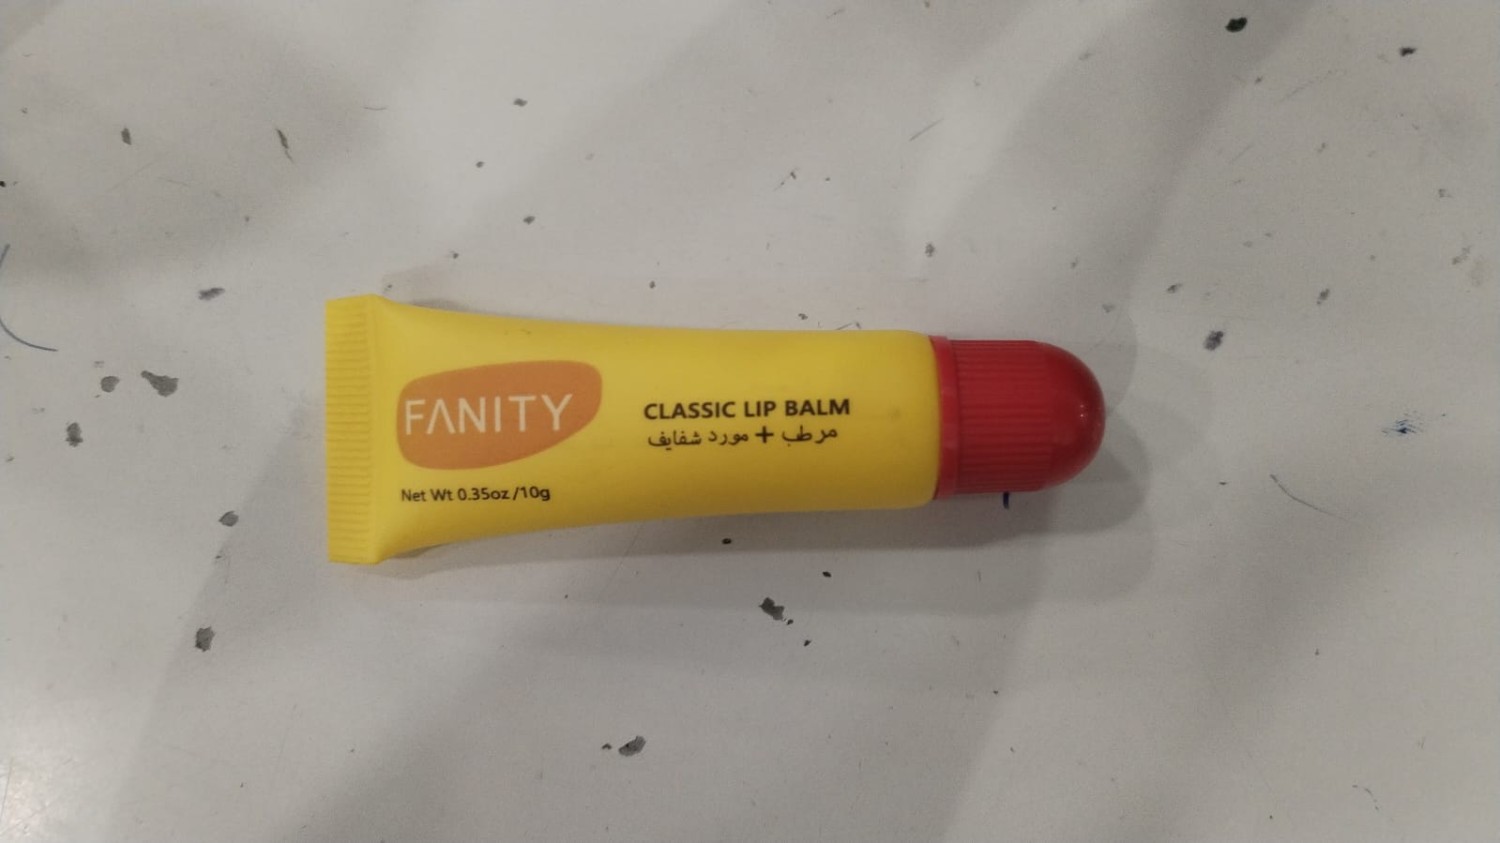 FANITY
CLASSIC LIP BALM
مرطب + مورد شفايف
Net Wt 0.35oz/10g